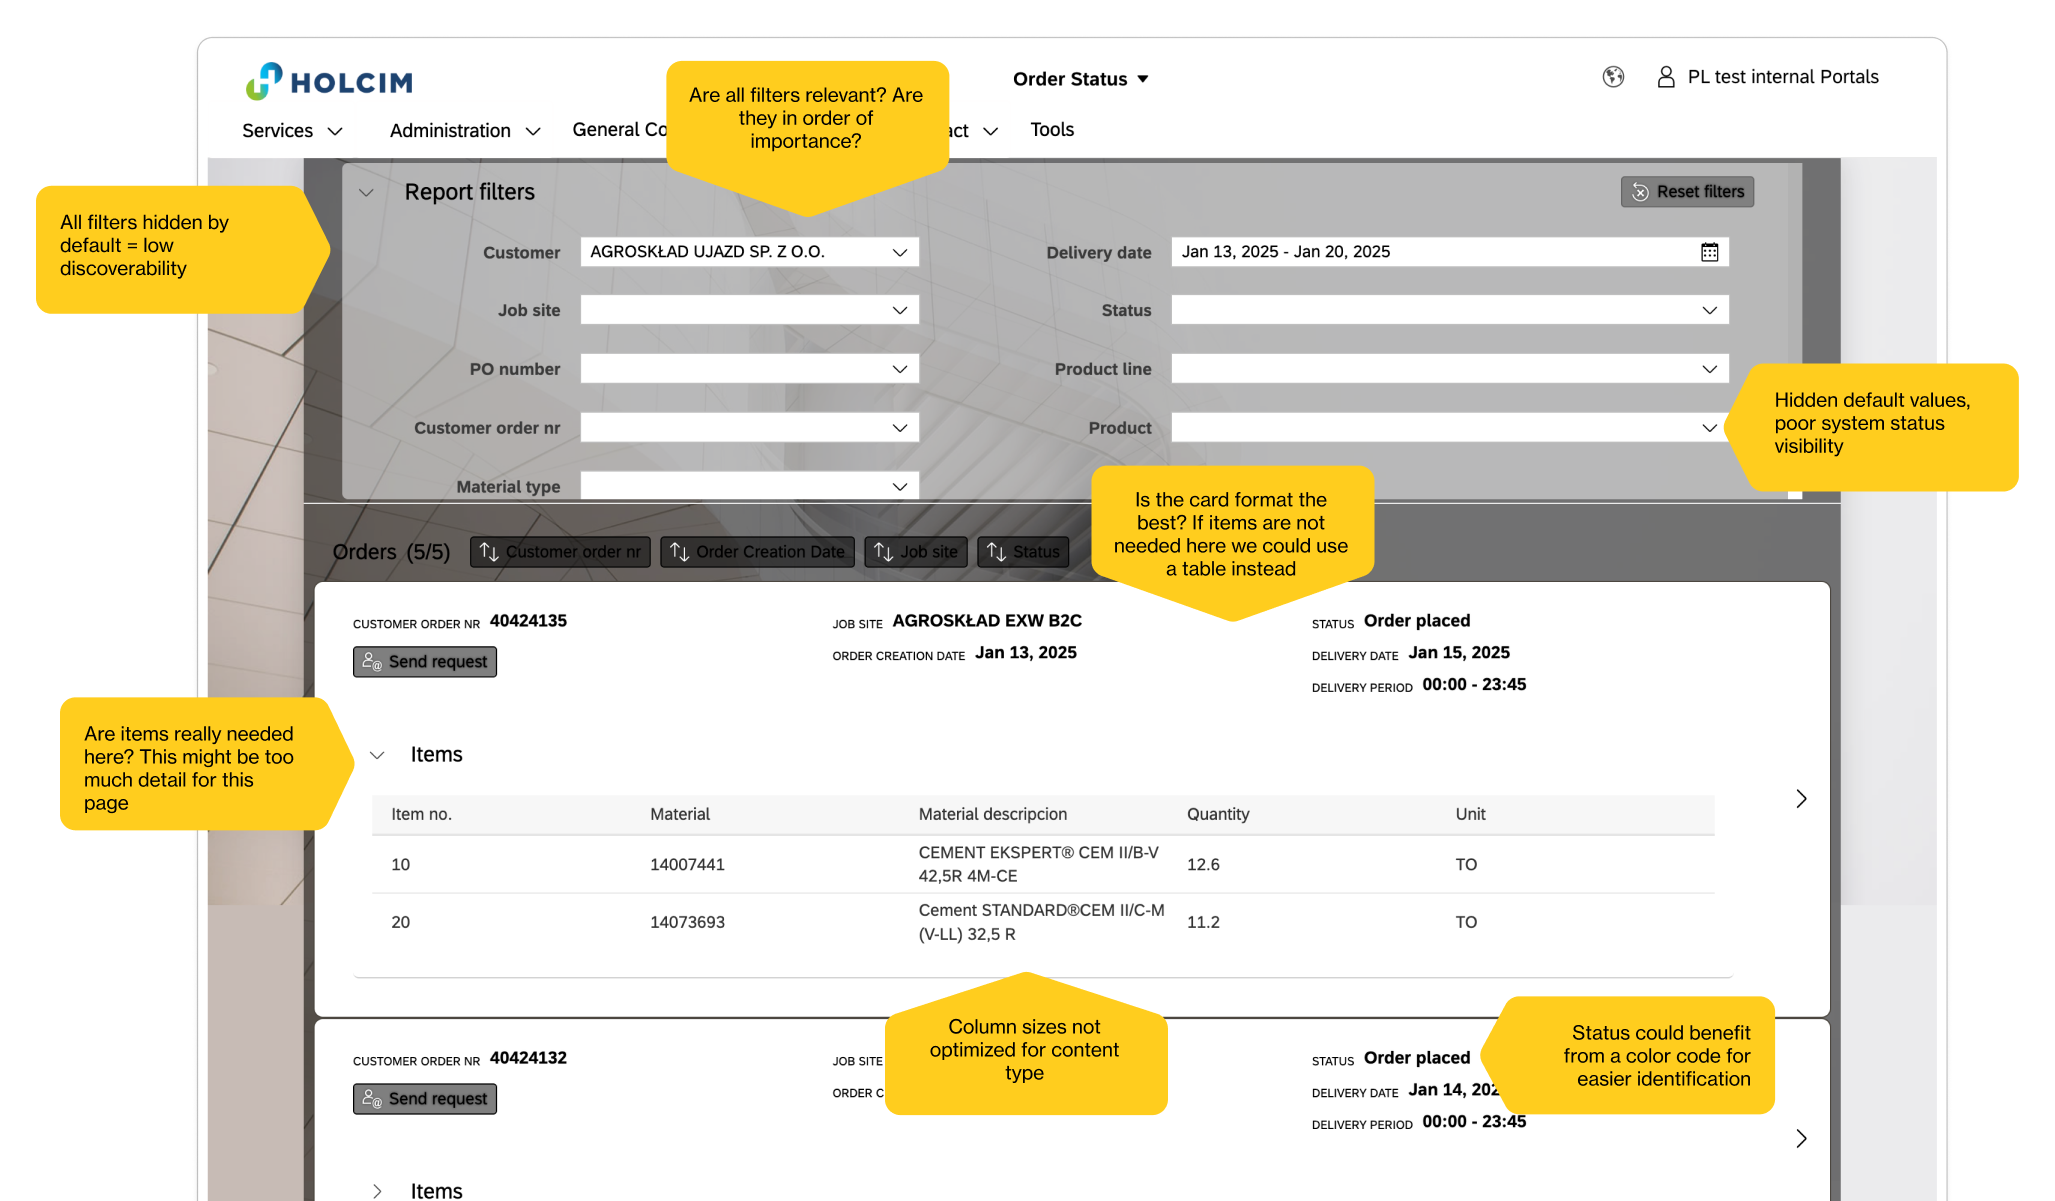 HOLCIM
Order Status
PL test internal Portals
Services
Administration
General Co
act
Tools
Are all filters relevant? Are
they in order of
importance?
Report filters
Reset filters
All filters hidden by
default = low
discoverability
Customer
AGROSKŁAD UJAZD SP. Z O.O.
Delivery date
Jan 13, 2025 - Jan 20, 2025
Job site
Status
PO number
Product line
Customer order nr
Product
Material type
Hidden default values,
poor system status
visibility
Is the card format the
best? If items are not
needed here we could use
a table instead
Orders (5/5)
Customer order nr
Order Creation Date
Job site
Status
CUSTOMER ORDER NR 40424135
JOB SITE AGROSKŁAD EXW B2C
STATUS Order placed
Send request
ORDER CREATION DATE Jan 13, 2025
DELIVERY DATE Jan 15, 2025
DELIVERY PERIOD 00:00 - 23:45
Are items really needed
here? This might be too
much detail for this
page
Items
Item no. Material Material descripcion Quantity Unit
10 14007441 CEMENT EKSPERT® CEM II/B-V 12.6 TO
42,5R 4M-CE
20 14073693 Cement STANDARD®CEM II/C-M 11.2 TO
(V-LL) 32,5 R
Column sizes not
optimized for content
type
Status could benefit
from a color code for
easier identification
CUSTOMER ORDER NR 40424132
JOB SITE
STATUS Order placed
Send request
ORDER C
DELIVERY DATE Jan 14, 202
DELIVERY PERIOD 00:00 - 23:45
Items